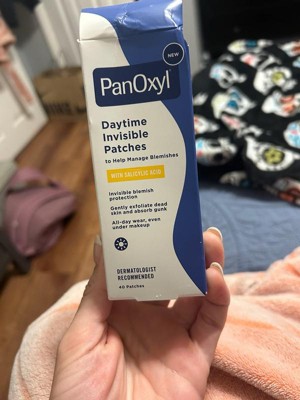 NEW
PanOxyl
Daytime
Invisible
Patches
to Help Manage Blemishes
WITH SALICYLIC ACID
Invisible blemish
protection
Gently exfoliate dead
skin and absorb gunk
All-day wear, even
under makeup
DERMATOLOGIST
RECOMMENDED
40 Patches